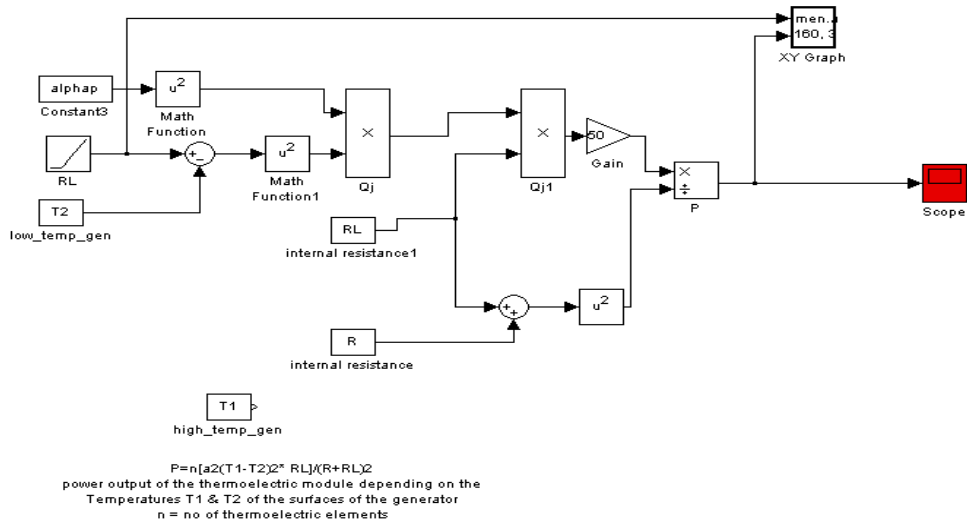 men.a
160, 3
XY Graph
alphap
Constant3
u2
Math
Function
RL
+
−
u2
Math
Function1
×
Qj
×
Qj1
50
Gain
×
÷
P
Scope
T2
low_temp_gen
RL
internal resistance1
+
+
u2
R
internal resistance
T1
high_temp_gen
P=n[a2(T1-T2)2* RL]/(R+RL)2
power output of the thermoelectric module depending on the
Temperatures T1 & T2 of the surfaces of the generator
n = no of thermoelectric elements